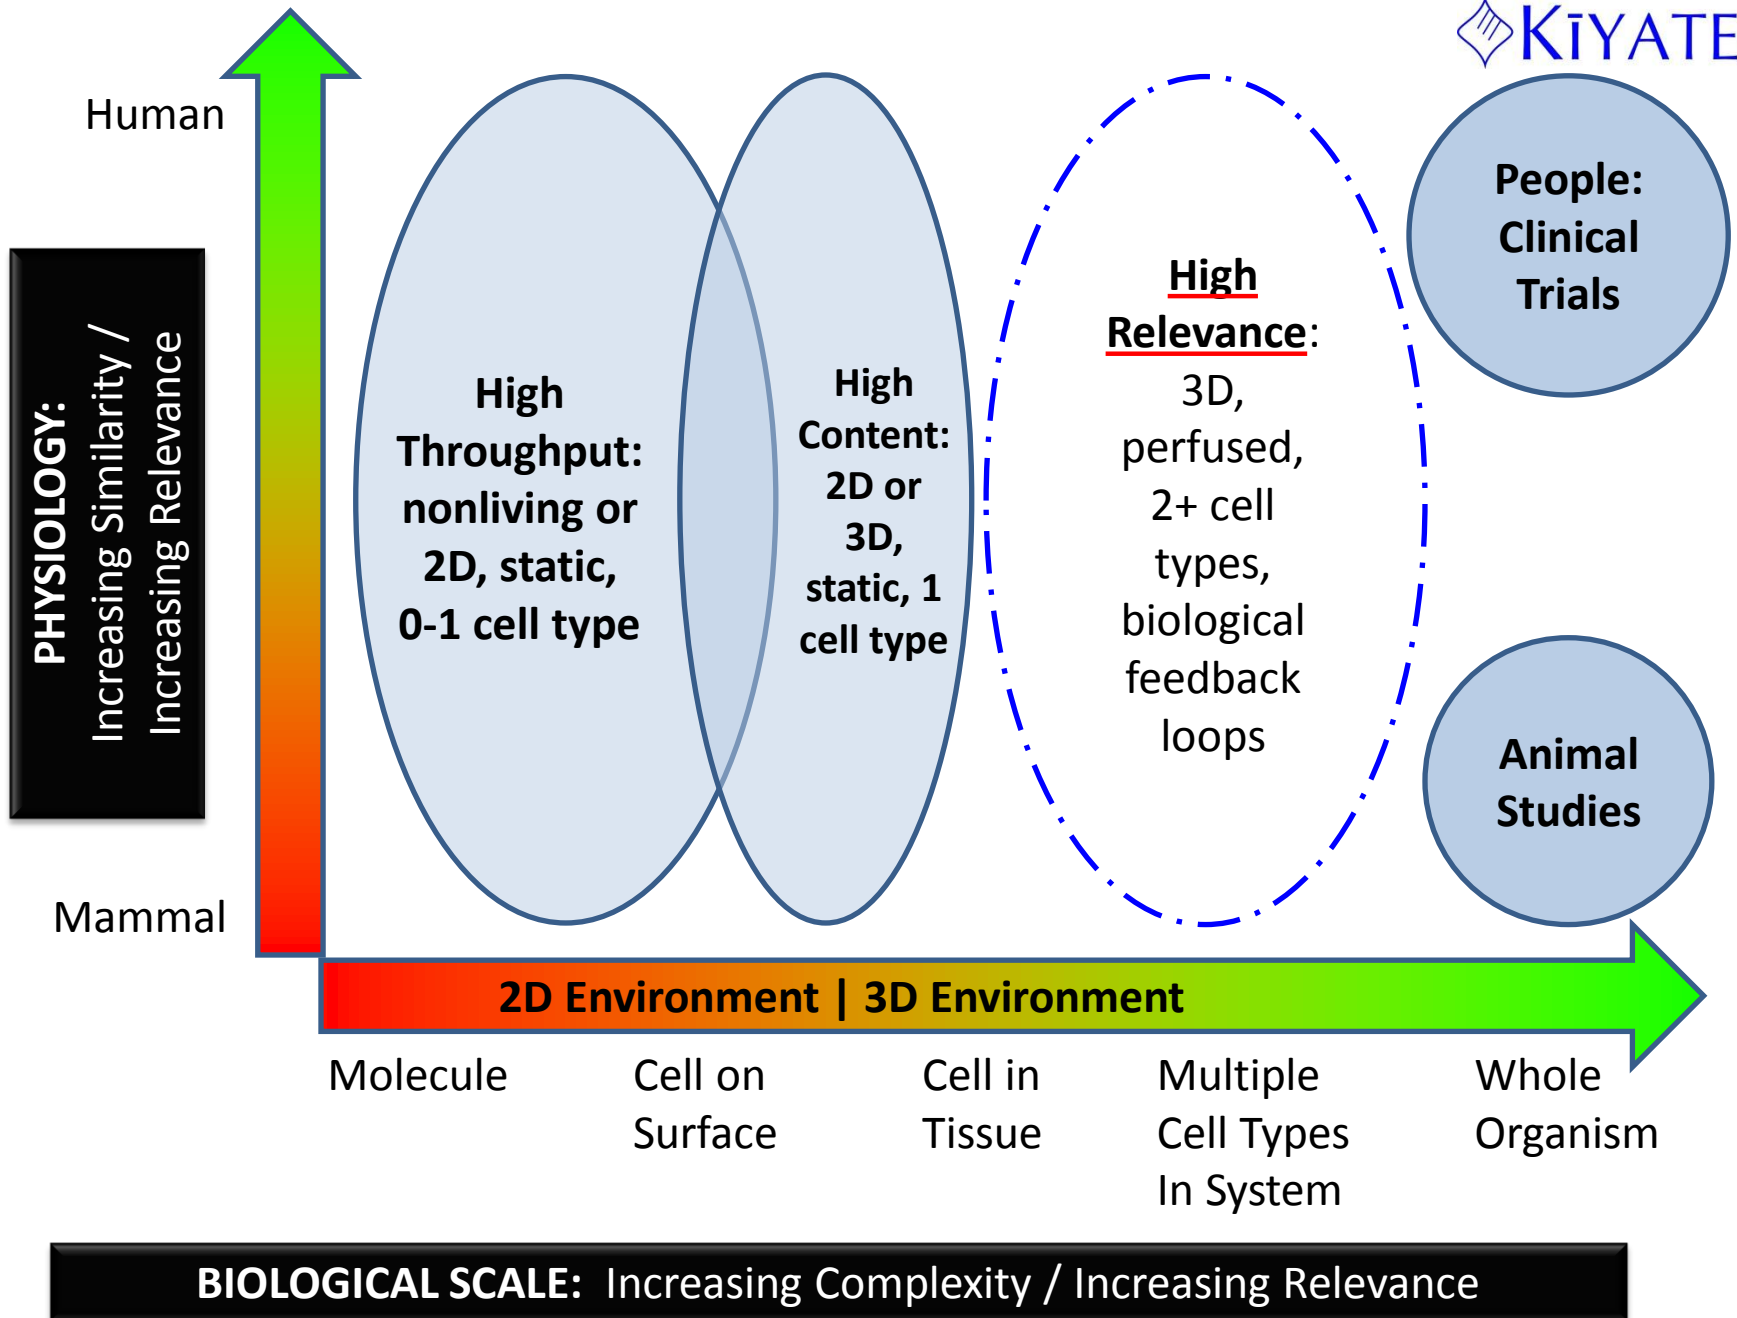 KīYATE
Human
PHYSIOLOGY:
Increasing Similarity /
Increasing Relevance
Mammal
High
Throughput:
nonliving or
2D, static,
0-1 cell type
High
Content:
2D or
3D,
static, 1
cell type
High
Relevance:
3D,
perfused,
2+ cell
types,
biological
feedback
loops
People:
Clinical
Trials
Animal
Studies
2D Environment | 3D Environment
Molecule
Cell on
Surface
Cell in
Tissue
Multiple
Cell Types
In System
Whole
Organism
BIOLOGICAL SCALE: Increasing Complexity / Increasing Relevance